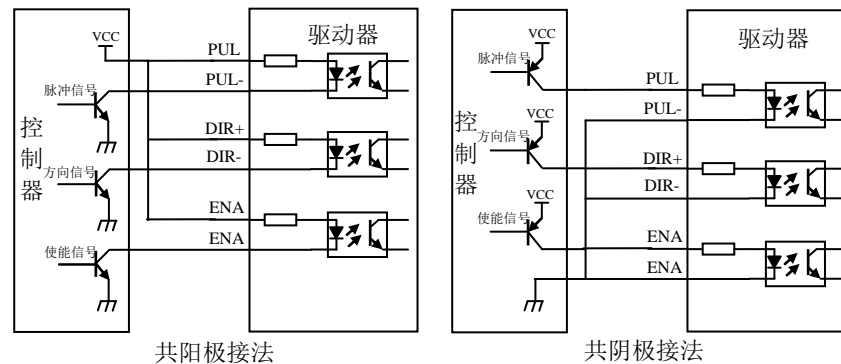 VCC
PUL
脉冲信号
PUL-
DIR+
方向信号
DIR-
ENA
使能信号
ENA
控制器
驱动器
共阳极接法
VCC
脉冲信号
PUL
PUL-
VCC
方向信号
DIR+
DIR-
VCC
使能信号
ENA
ENA
控制器
驱动器
共阴极接法